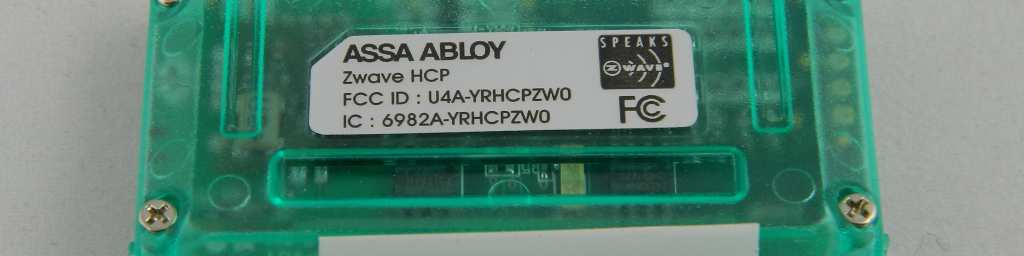 ASSA ABLOY
Zwave HCP
FCC ID : U4A-YRHCPZW0
IC : 6982A-YRHCPZW0
SPEAKS
Z WAVE
FC